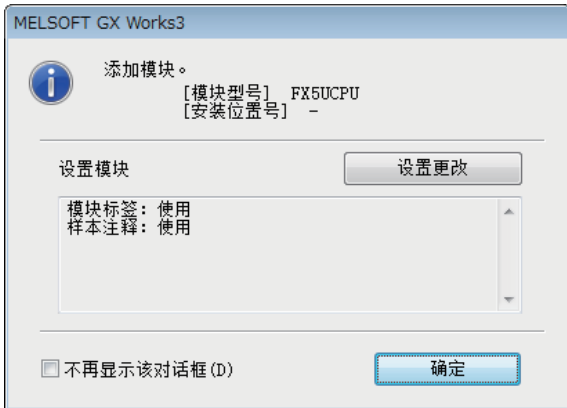 MELSOFT GX Works3
添加模块。
[模块型号] FX5UCPU
[安装位置号] -
设置模块
设置更改
模块标签: 使用
样本注释: 使用
不再显示该对话框(D)
确定